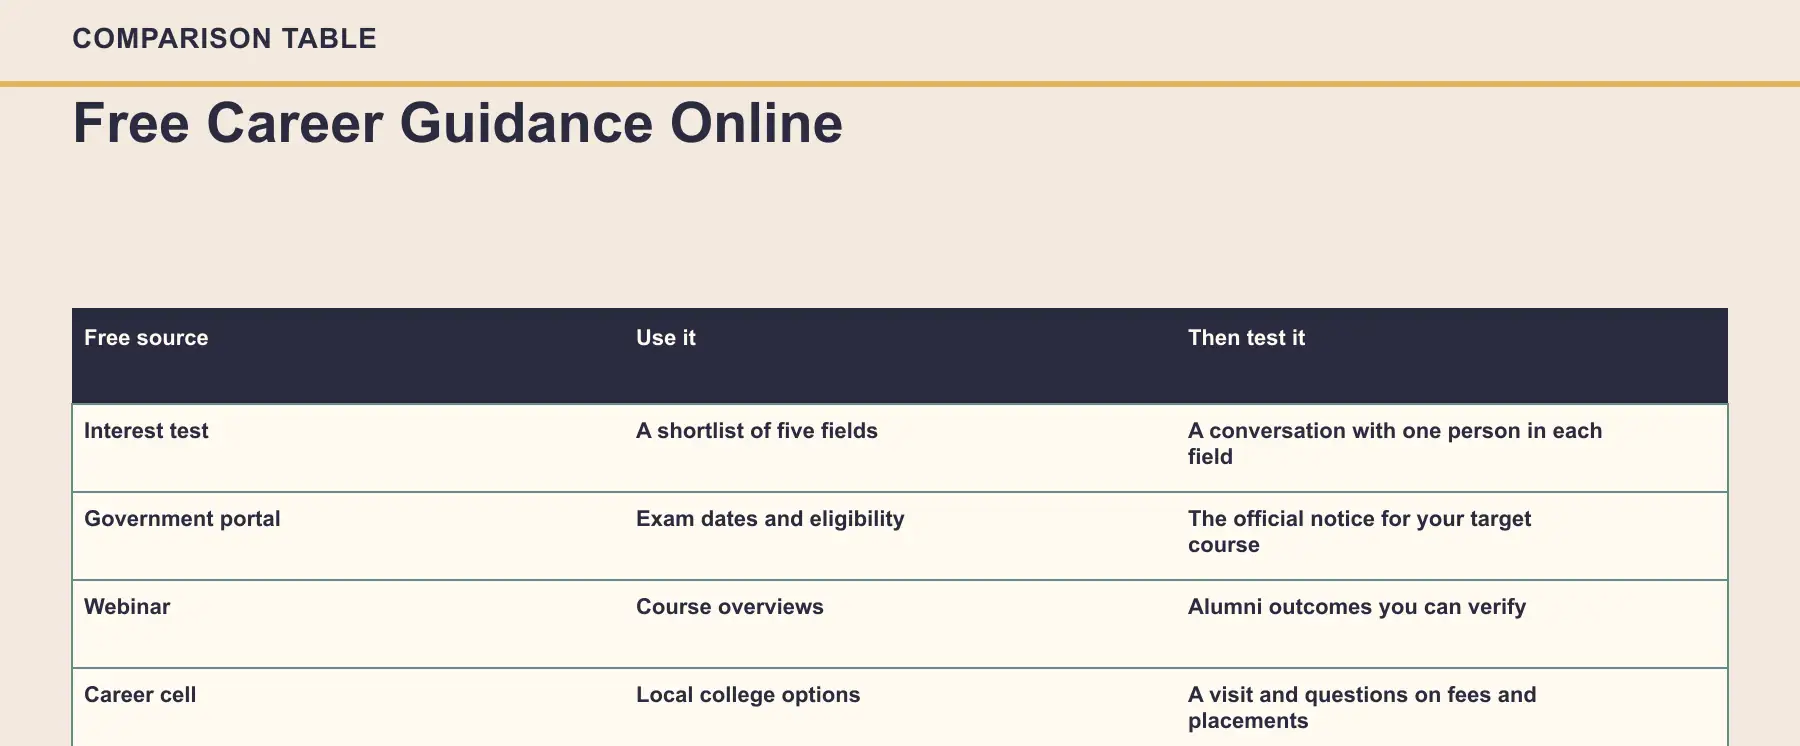 COMPARISON TABLE
Free Career Guidance Online
Free source Use it Then test it
Interest test A shortlist of five fields A conversation with one person in each
field
Government portal Exam dates and eligibility The official notice for your target
course
Webinar Course overviews Alumni outcomes you can verify
Career cell Local college options A visit and questions on fees and
placements